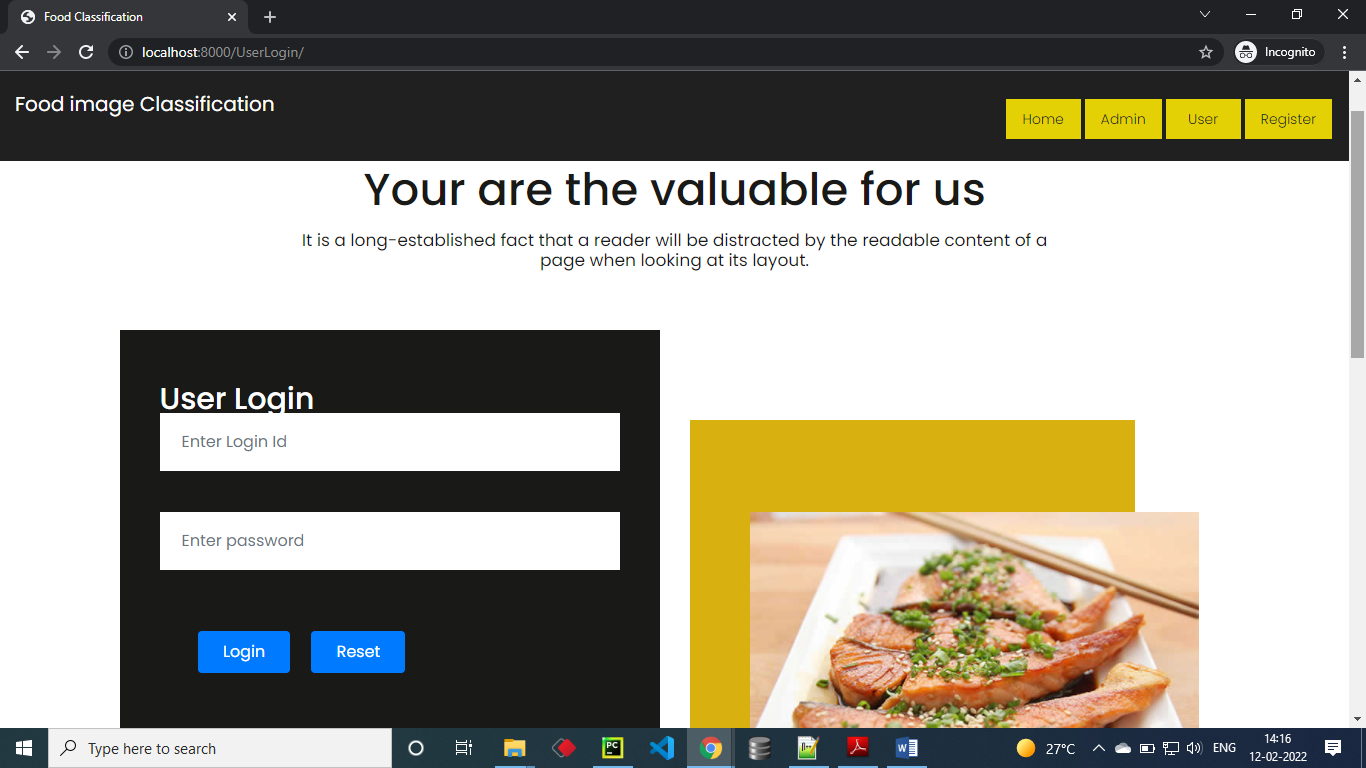 Food Classification
localhost:8000/UserLogin/
Incognito
Food image Classification
Home
Admin
User
Register
Your are the valuable for us
It is a long-established fact that a reader will be distracted by the readable content of a
page when looking at its layout.
User Login
Enter Login Id
Enter password
Login
Reset
Type here to search
PC
27°C
ENG
14:16
12-02-2022